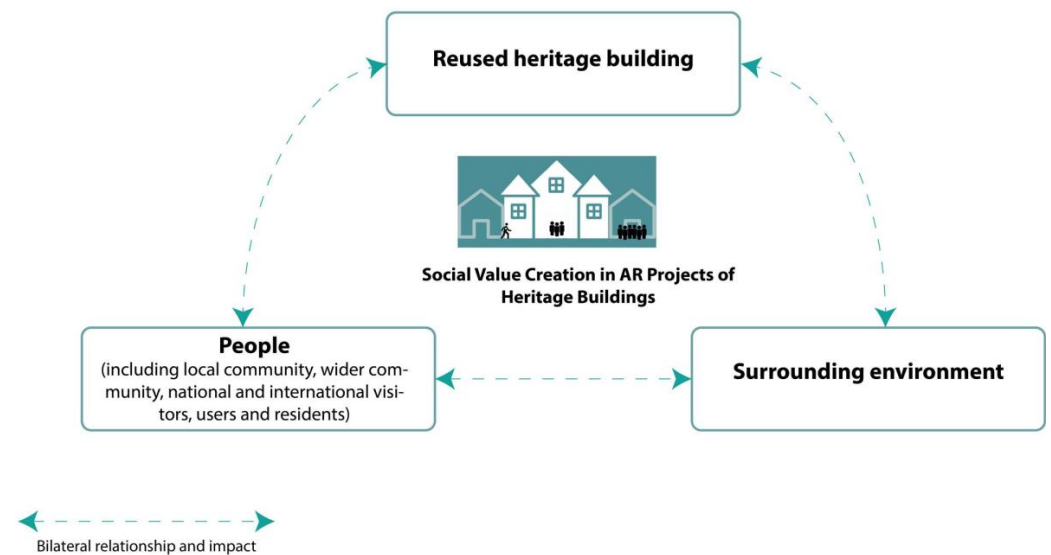 Reused heritage building
Social Value Creation in AR Projects of
Heritage Buildings
People
(including local community, wider com-
munity, national and international visi-
tors, users and residents)
Surrounding environment
Bilateral relationship and impact